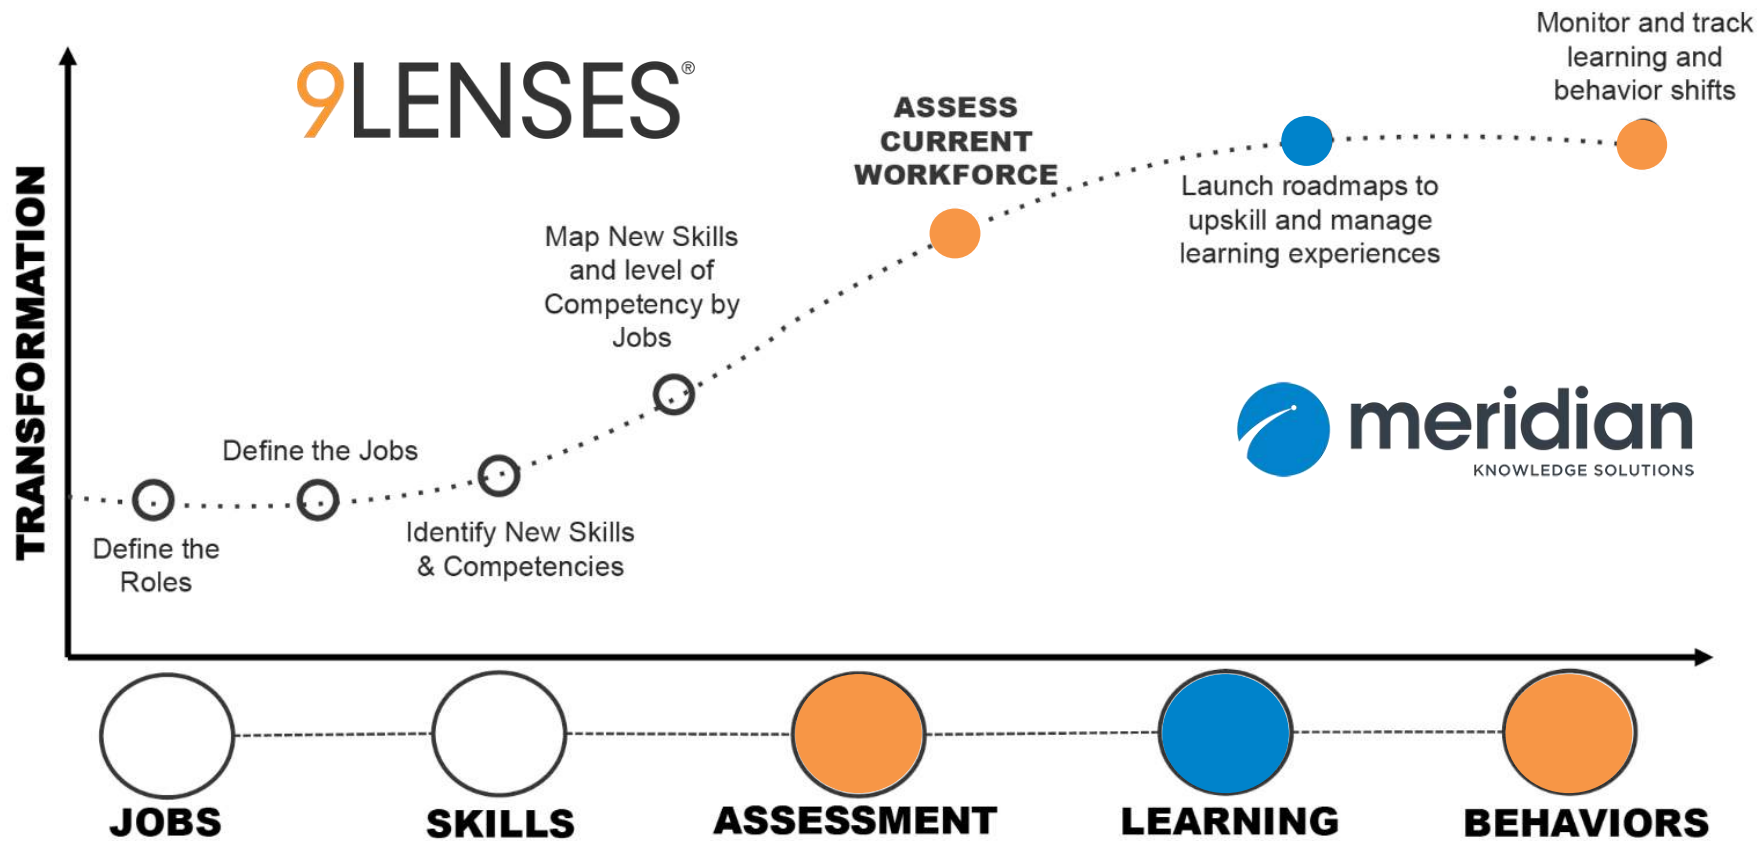 Monitor and track
learning and
behavior shifts
9LENSES®
ASSESS
CURRENT
WORKFORCE
Launch roadmaps to
upskill and manage
learning experiences
Map New Skills
and level of
Competency by
Jobs
TRANSFORMATION
meridian
KNOWLEDGE SOLUTIONS
Define the Jobs
Identify New Skills
& Competencies
Define the
Roles
JOBS
SKILLS
ASSESSMENT
LEARNING
BEHAVIORS